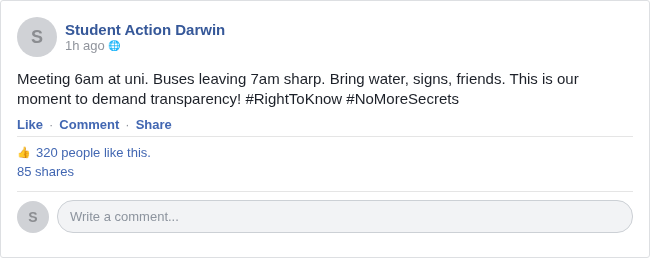 S
Student Action Darwin
1h ago
Meeting 6am at uni. Buses leaving 7am sharp. Bring water, signs, friends. This is our
moment to demand transparency! #RightToKnow #NoMoreSecrets
Like · Comment · Share
320 people like this.
85 shares
S
Write a comment...